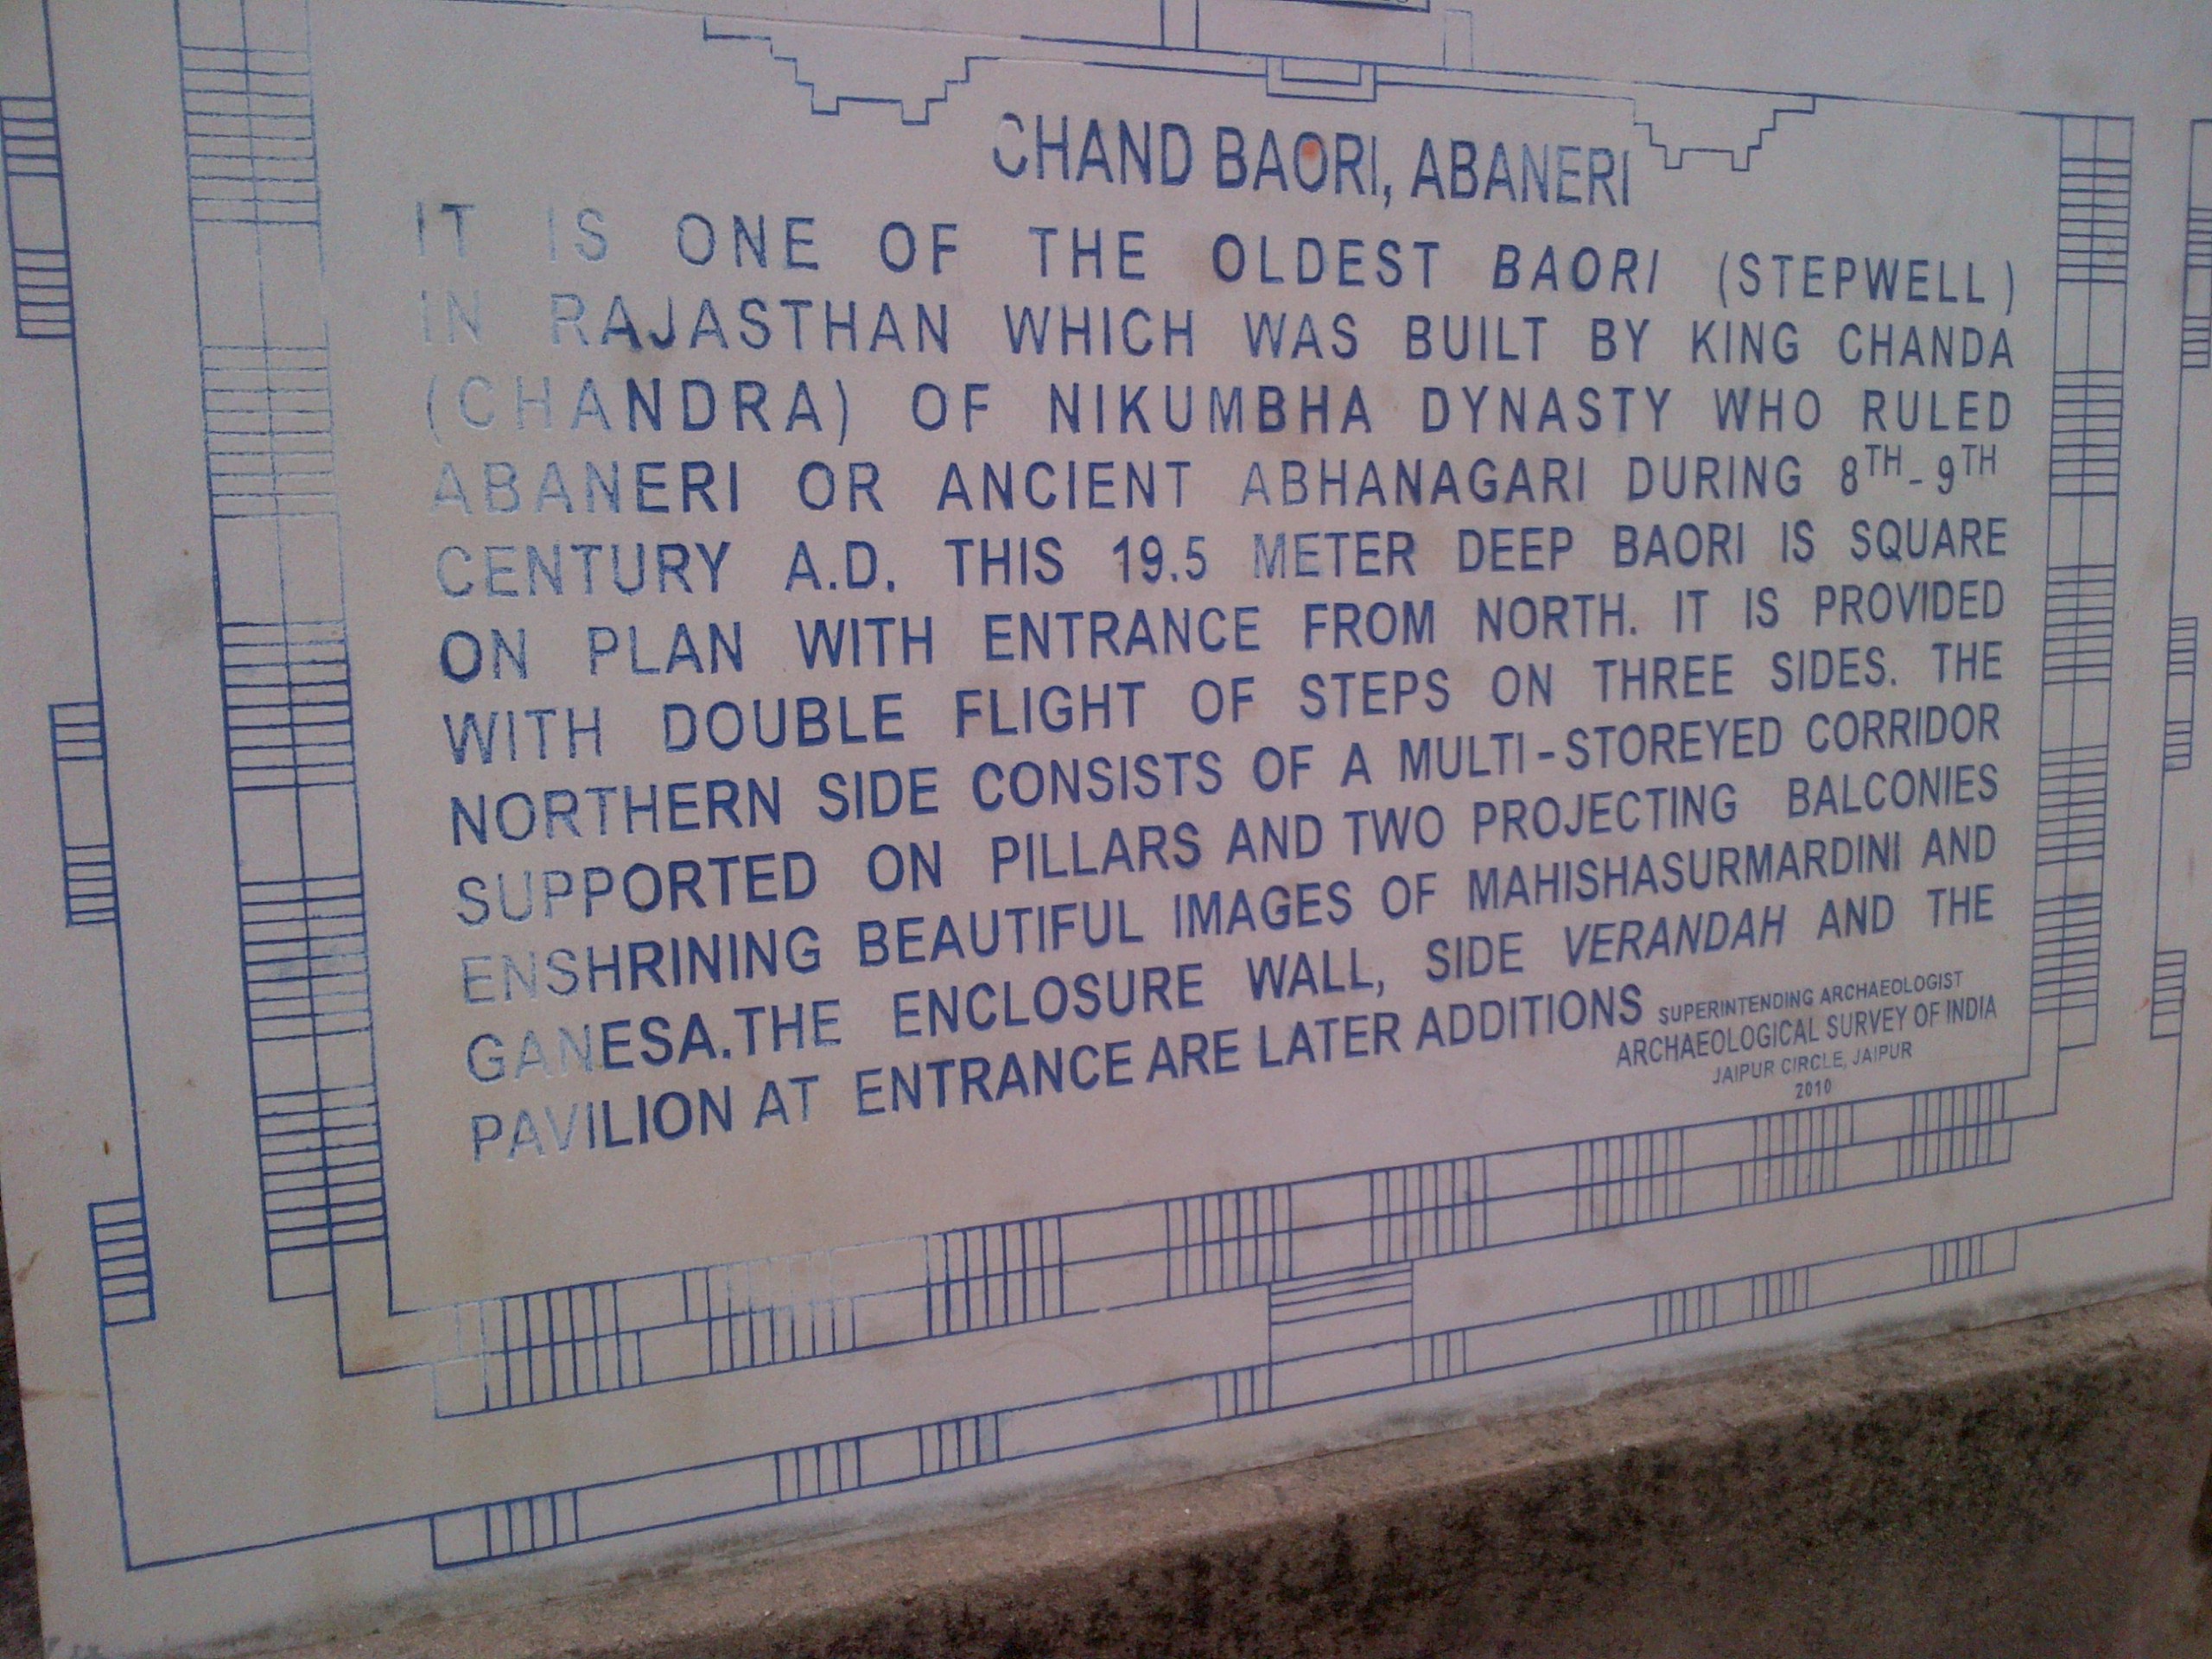 CHAND BAORI, ABANERI
IT IS ONE OF THE OLDEST BAORI (STEPWELL)
IN RAJASTHAN WHICH WAS BUILT BY KING CHANDA
(CHANDRA) OF NIKUMBHA DYNASTY WHO RULED
ABANERI OR ANCIENT ABHANAGARI DURING 8TH-9TH
CENTURY A.D. THIS 19.5 METER DEEP BAORI IS SQUARE
ON PLAN WITH ENTRANCE FROM NORTH. IT IS PROVIDED
WITH DOUBLE FLIGHT OF STEPS ON THREE SIDES. THE
NORTHERN SIDE CONSISTS OF A MULTI-STOREYED CORRIDOR
SUPPORTED ON PILLARS AND TWO PROJECTING BALCONIES
ENSHRINING BEAUTIFUL IMAGES OF MAHISHASURMARDINI AND
GANESA.THE ENCLOSURE WALL, SIDE VERANDAH AND THE
PAVILION AT ENTRANCE ARE LATER ADDITIONS
SUPERINTENDING ARCHAEOLOGIST
ARCHAEOLOGICAL SURVEY OF INDIA
JAIPUR CIRCLE, JAIPUR
2010